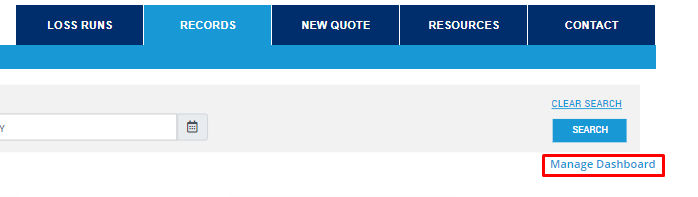 LOSS RUNS
RECORDS
NEW QUOTE
RESOURCES
CONTACT
CLEAR SEARCH
Y
SEARCH
Manage Dashboard